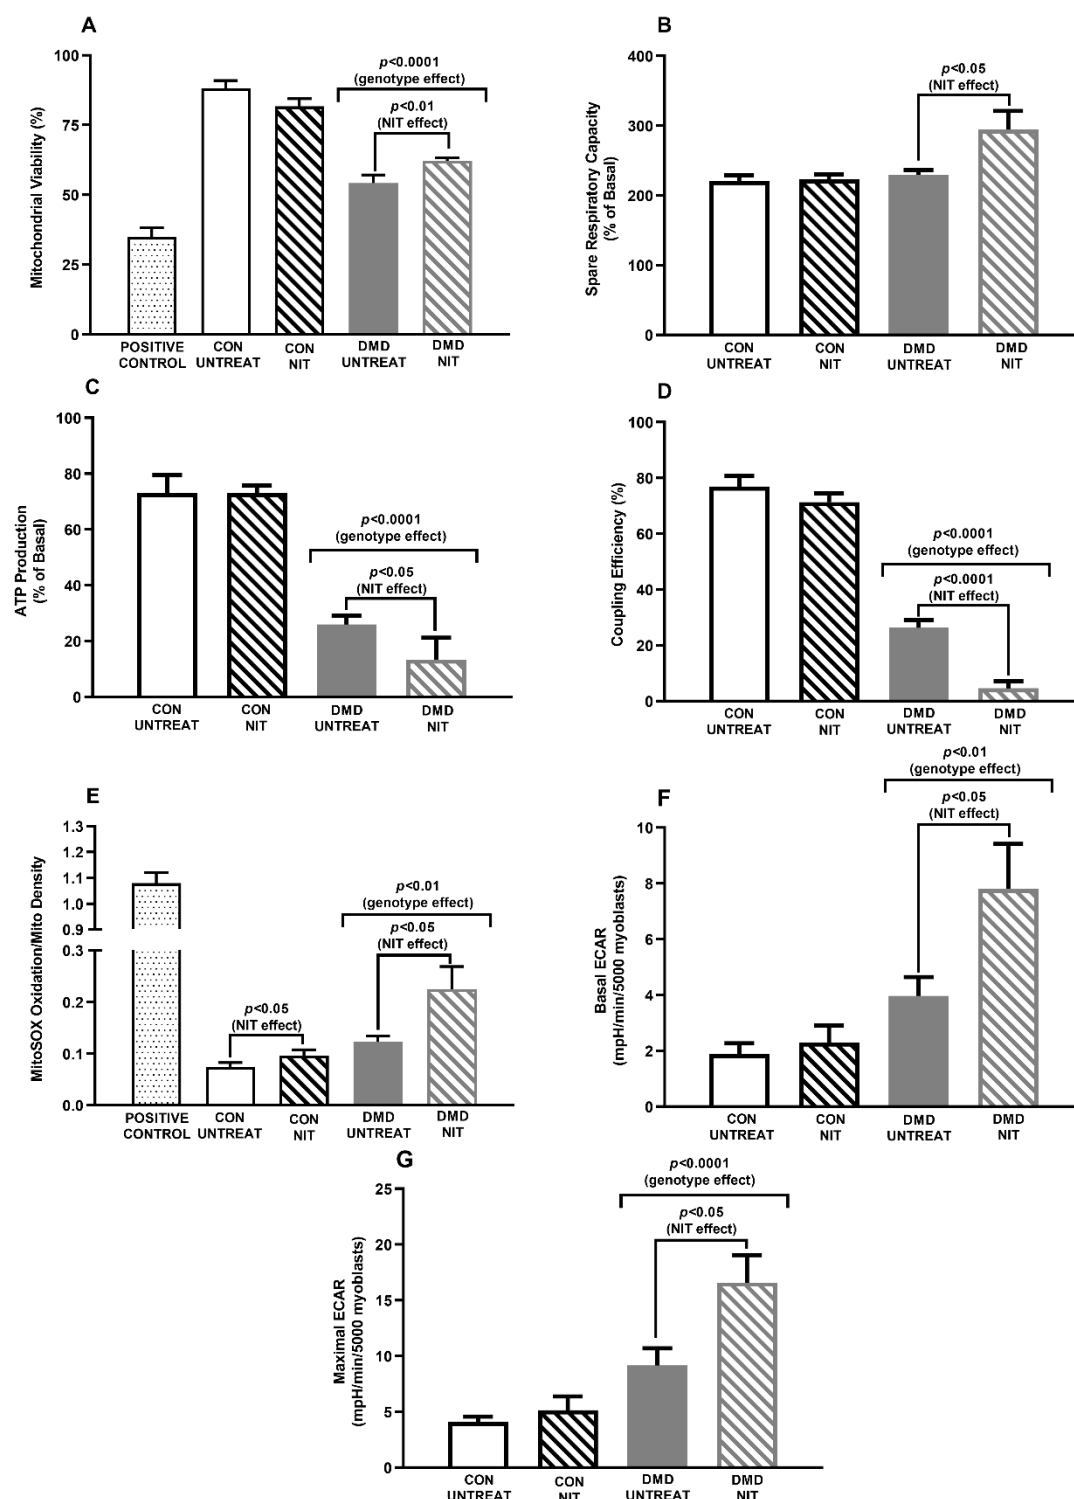 A
Mitochondrial Viability (%)
100
75
50
25
0
p<0.0001
(genotype effect)
p<0.01
(NIT effect)
POSITIVE
CONTROL
CON
UNTREAT
CON
NIT
DMD
UNTREAT
DMD
NIT
B
Spare Respiratory Capacity
(% of Basal)
400
300
200
100
0
p<0.05
(NIT effect)
CON
UNTREAT
CON
NIT
DMD
UNTREAT
DMD
NIT
C
ATP Production
(% of Basal)
100
80
60
40
20
0
p<0.0001
(genotype effect)
p<0.05
(NIT effect)
CON
UNTREAT
CON
NIT
DMD
UNTREAT
DMD
NIT
D
Coupling Efficiency (%)
100
80
60
40
20
0
p<0.0001
(genotype effect)
p<0.0001
(NIT effect)
CON
UNTREAT
CON
NIT
DMD
UNTREAT
DMD
NIT
E
MitoSOX Oxidation/Mito Density
1.3
1.2
1.1
1.0
0.9
0.3
0.2
0.1
0.0
p<0.05
(NIT effect)
p<0.01
(genotype effect)
p<0.05
(NIT effect)
POSITIVE
CONTROL
CON
UNTREAT
CON
NIT
DMD
UNTREAT
DMD
NIT
F
Basal ECAR
(mpH/min/5000 myoblasts)
10
8
6
4
2
0
p<0.01
(genotype effect)
p<0.05
(NIT effect)
CON
UNTREAT
CON
NIT
DMD
UNTREAT
DMD
NIT
G
Maximal ECAR
(mpH/min/5000 myoblasts)
25
20
15
10
5
0
p<0.0001
(genotype effect)
p<0.05
(NIT effect)
CON
UNTREAT
CON
NIT
DMD
UNTREAT
DMD
NIT